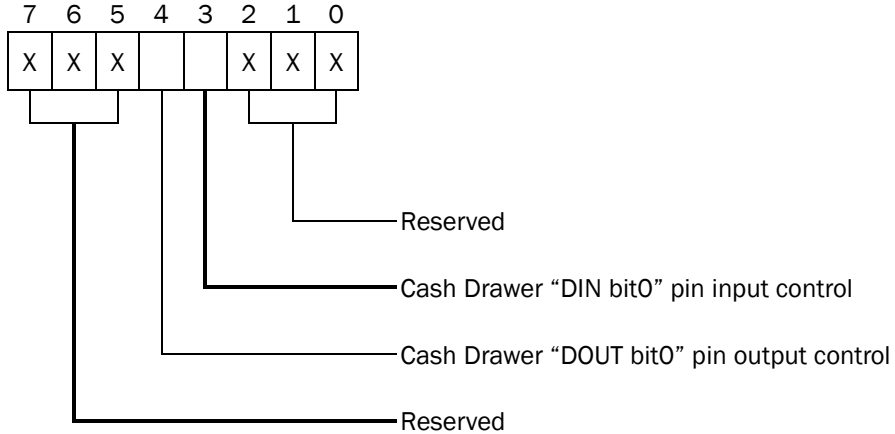 7 6 5 4 3 2 1 0
X X X X X X
Reserved
Cash Drawer “DIN bit0” pin input control
Cash Drawer “DOUT bit0” pin output control
Reserved